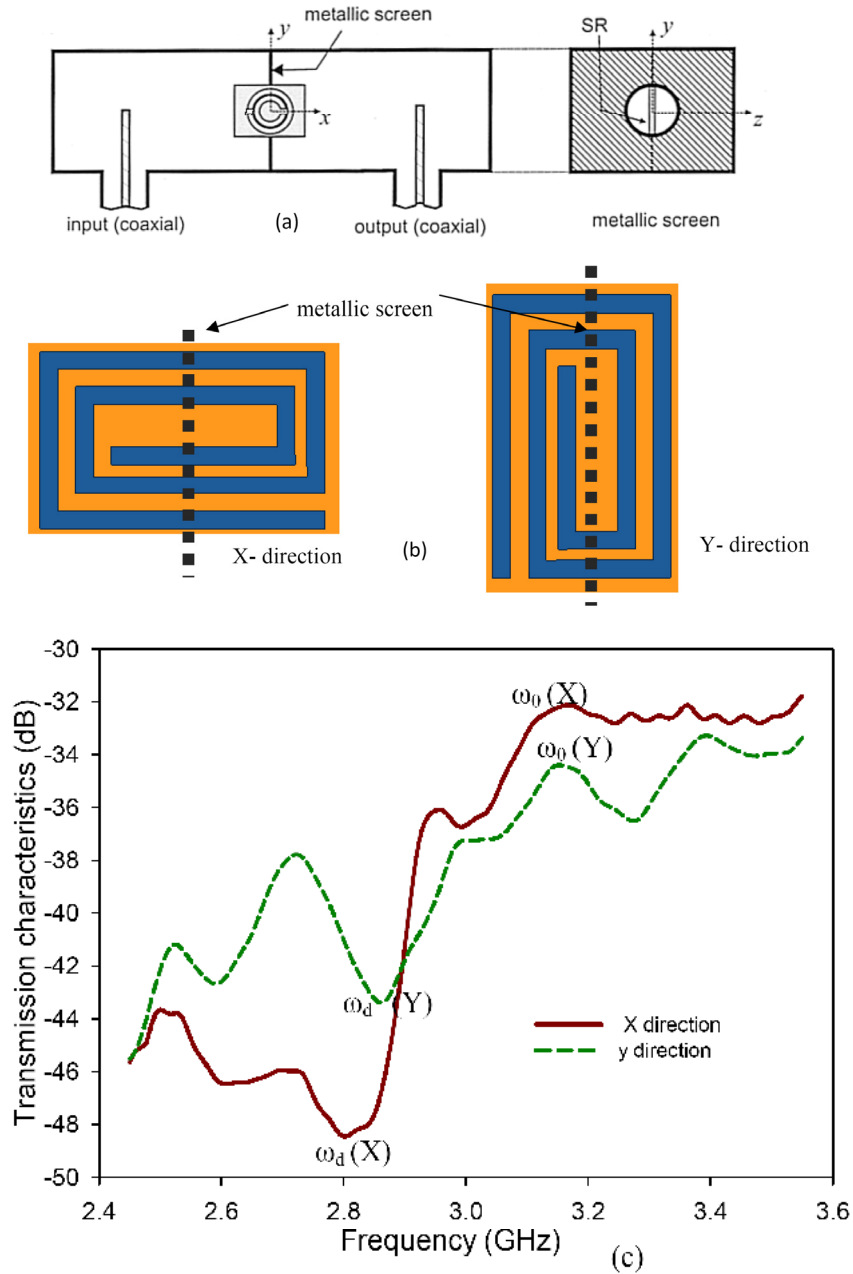 metallic screen
y
x
input (coaxial)
(a)
output (coaxial)
SR
y
z
metallic screen
metallic screen
X- direction
(b)
Y- direction
Transmission characteristics (dB)
-30
-32
-34
-36
-38
-40
-42
-44
-46
-48
-50
ω₀ (X)
ω₀ (Y)
ω_d (Y)
ω_d (X)
X direction
y direction
2.4
2.6
2.8
3.0
3.2
3.4
3.6
Frequency (GHz)
(c)